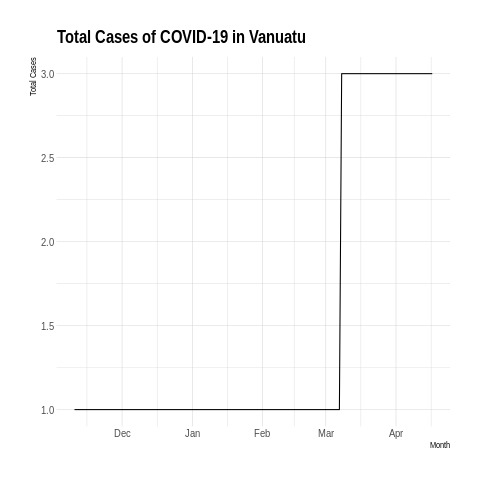 Total Cases of COVID-19 in Vanuatu
Total Cases
3.0
2.5
2.0
1.5
1.0
Dec Jan Feb Mar Apr
Month